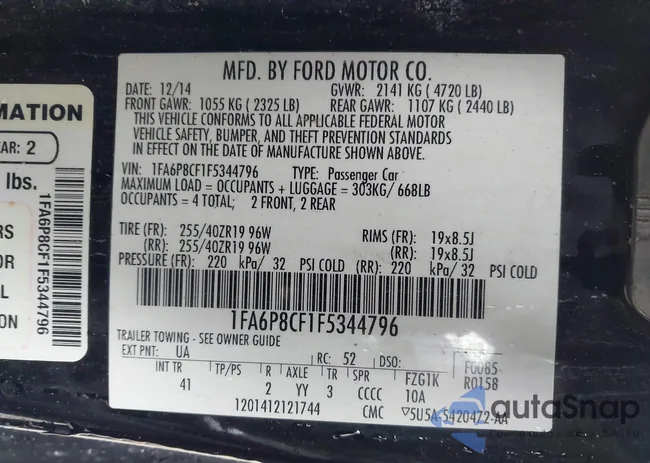 MFD. BY FORD MOTOR CO.
DATE: 12/14 GVWR: 2141 KG ( 4720 LB)
FRONT GAWR: 1055 KG ( 2325 LB) REAR GAWR: 1107 KG ( 2440 LB)
THIS VEHICLE CONFORMS TO ALL APPLICABLE FEDERAL MOTOR
VEHICLE SAFETY, BUMPER, AND THEFT PREVENTION STANDARDS
IN EFFECT ON THE DATE OF MANUFACTURE SHOWN ABOVE.
VIN: 1FA6P8CF1F5344796 TYPE: Passenger Car
MAXIMUM LOAD = OCCUPANTS + LUGGAGE = 303KG/ 668LB
OCCUPANTS = 4 TOTAL; 2 FRONT, 2 REAR
TIRE (FR): 255/40ZR19 96W RIMS (FR): 19x8.5J
(RR): 255/40ZR19 96W (RR): 19x8.5J
PRESSURE (FR): 220 kPa/ 32 PSI COLD (RR): 220 kPa/ 32 PSI COLD
1FA6P8CF1F5344796
TRAILER TOWING - SEE OWNER GUIDE
EXT PNT: UA RC: 52 DSO: F0085
R0158
INT TR TP/PS R AXLE TR SPR FZG1K
41 2 YY 3 CCCC 10A
1201412121744 CMC 5U5A-5420472-AA
MATION
EAR: 2
lbs.
RS
OR
L
ION
1FA6P8CF1F5344796
autoSnap